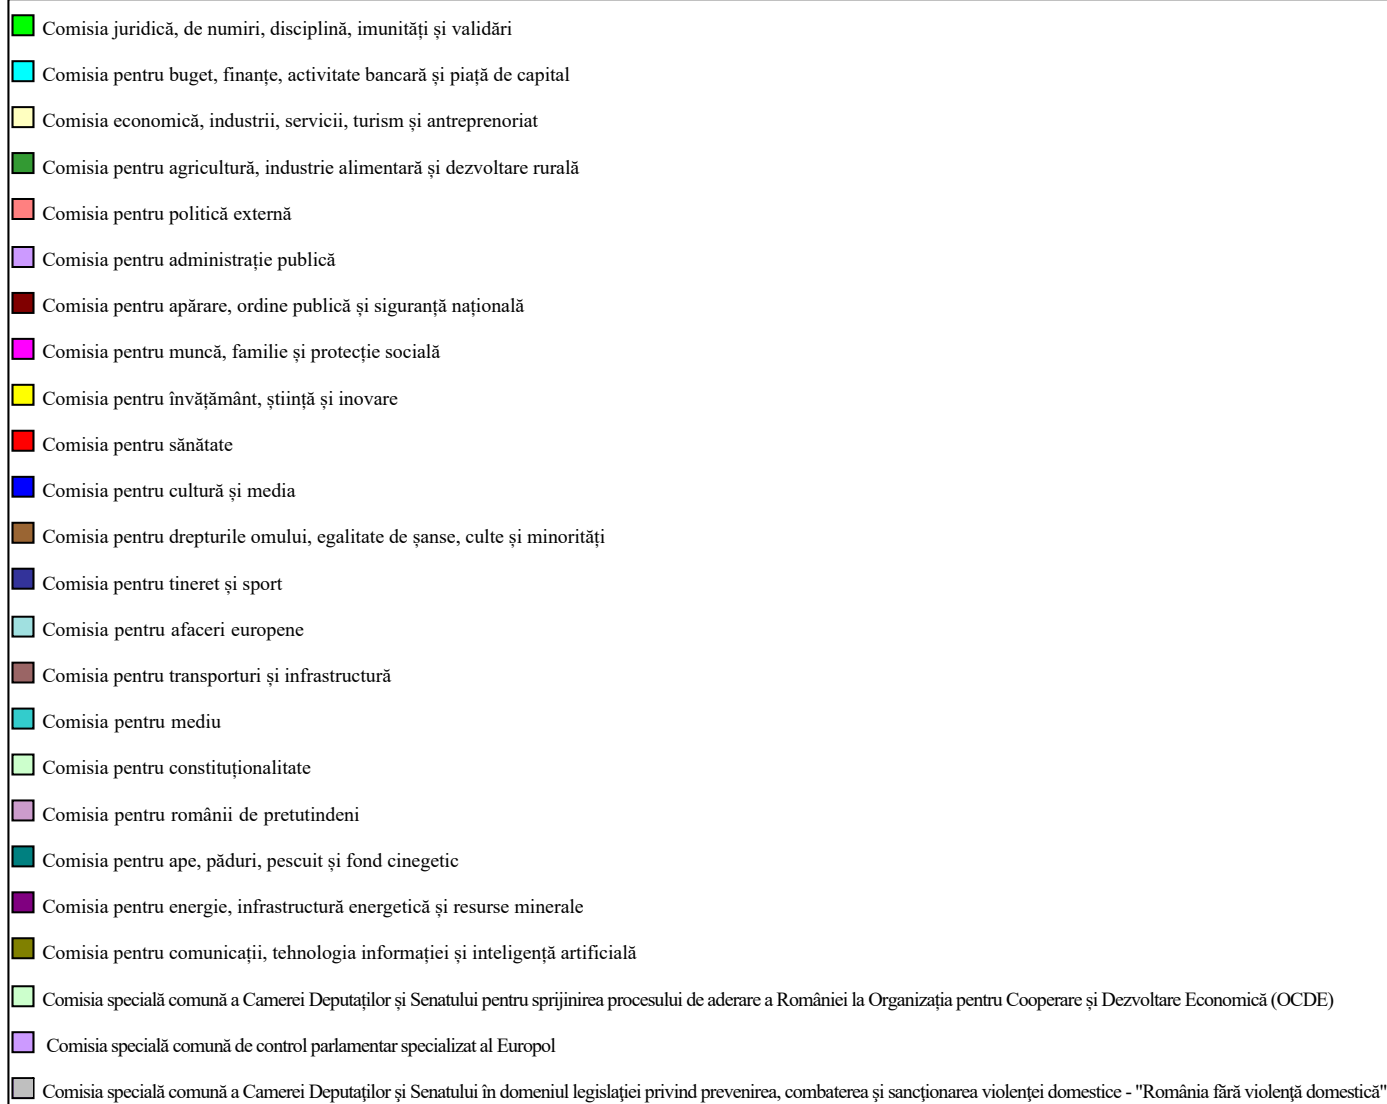 Comisia juridică, de numiri, disciplină, imunități și validări
Comisia pentru buget, finanțe, activitate bancară și piață de capital
Comisia economică, industrii, servicii, turism și antreprenoriat
Comisia pentru agricultură, industrie alimentară și dezvoltare rurală
Comisia pentru politică externă
Comisia pentru administrație publică
Comisia pentru apărare, ordine publică și siguranță națională
Comisia pentru muncă, familie și protecție socială
Comisia pentru învățământ, știință și inovare
Comisia pentru sănătate
Comisia pentru cultură și media
Comisia pentru drepturile omului, egalitate de șanse, culte și minorități
Comisia pentru tineret și sport
Comisia pentru afaceri europene
Comisia pentru transporturi și infrastructură
Comisia pentru mediu
Comisia pentru constituționalitate
Comisia pentru românii de pretutindeni
Comisia pentru ape, păduri, pescuit și fond cinegetic
Comisia pentru energie, infrastructură energetică și resurse minerale
Comisia pentru comunicații, tehnologia informației și inteligență artificială
Comisia specială comună a Camerei Deputaților și Senatului pentru sprijinirea procesului de aderare a României la Organizația pentru Cooperare și Dezvoltare Economică (OCDE)
Comisia specială comună de control parlamentar specializat al Europol
Comisia specială comună a Camerei Deputaţilor şi Senatului în domeniul legislaţiei privind prevenirea, combaterea şi sancţionarea violenţei domestice - "România fără violenţă domestică"